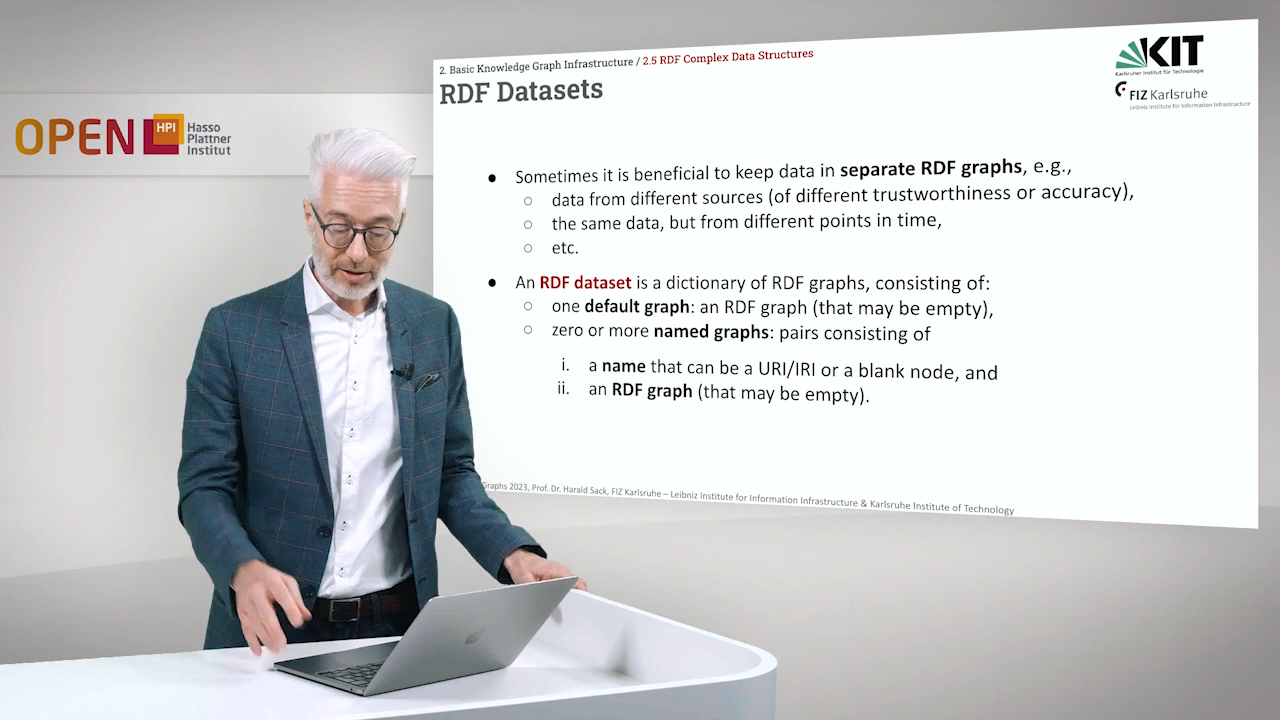 2. Basic Knowledge Graph Infrastructure / 2.5 RDF Complex Data Structures
RDF Datasets
KIT
Karlsruher Institut für Technologie
FIZ Karlsruhe
Leibniz Institute for Information Infrastructure
OPEN HPI Hasso
Plattner
Institut
● Sometimes it is beneficial to keep data in separate RDF graphs, e.g.,
○ data from different sources (of different trustworthiness or accuracy),
○ the same data, but from different points in time,
○ etc.
● An RDF dataset is a dictionary of RDF graphs, consisting of:
○ one default graph: an RDF graph (that may be empty),
○ zero or more named graphs: pairs consisting of
i. a name that can be a URI/IRI or a blank node, and
ii. an RDF graph (that may be empty).
Graphs 2023, Prof. Dr. Harald Sack, FIZ Karlsruhe – Leibniz Institute for Information Infrastructure & Karlsruhe Institute of Technology